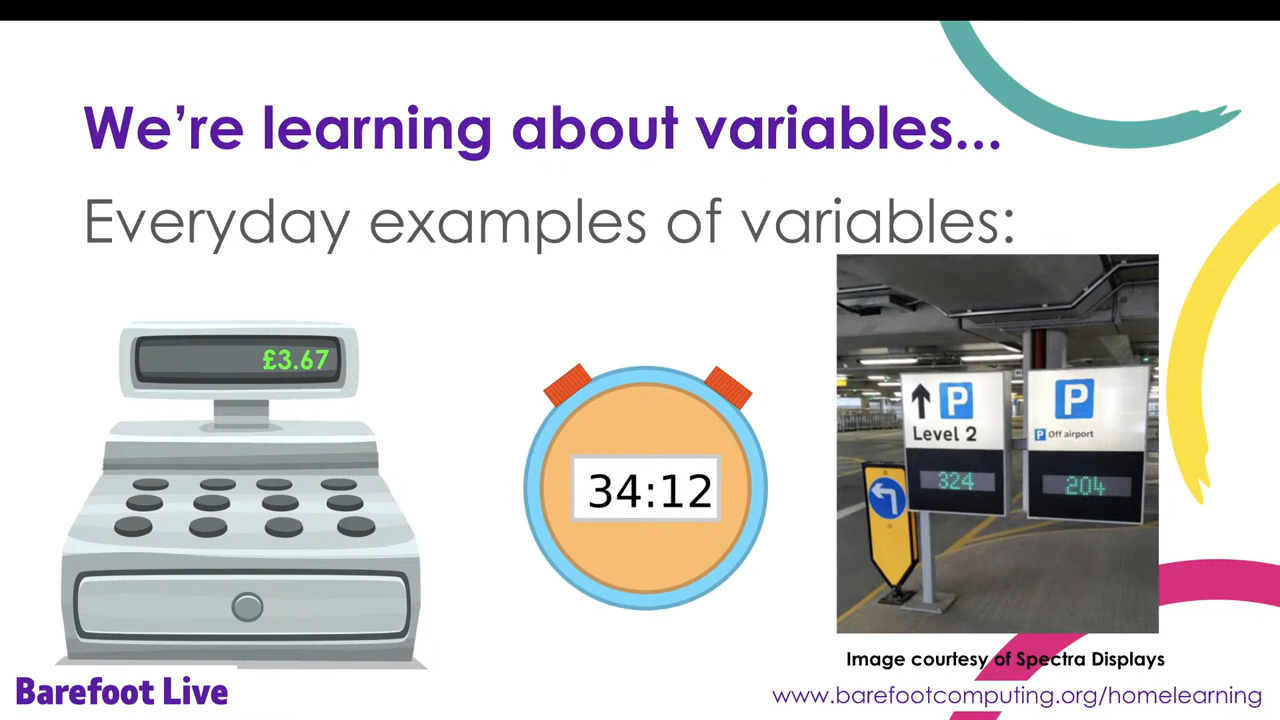 We're learning about variables...
Everyday examples of variables:
£3.67
34:12
P
Level 2
324
P
P Off airport
204
Image courtesy of Spectra Displays
Barefoot Live
www.barefootcomputing.org/homelearning